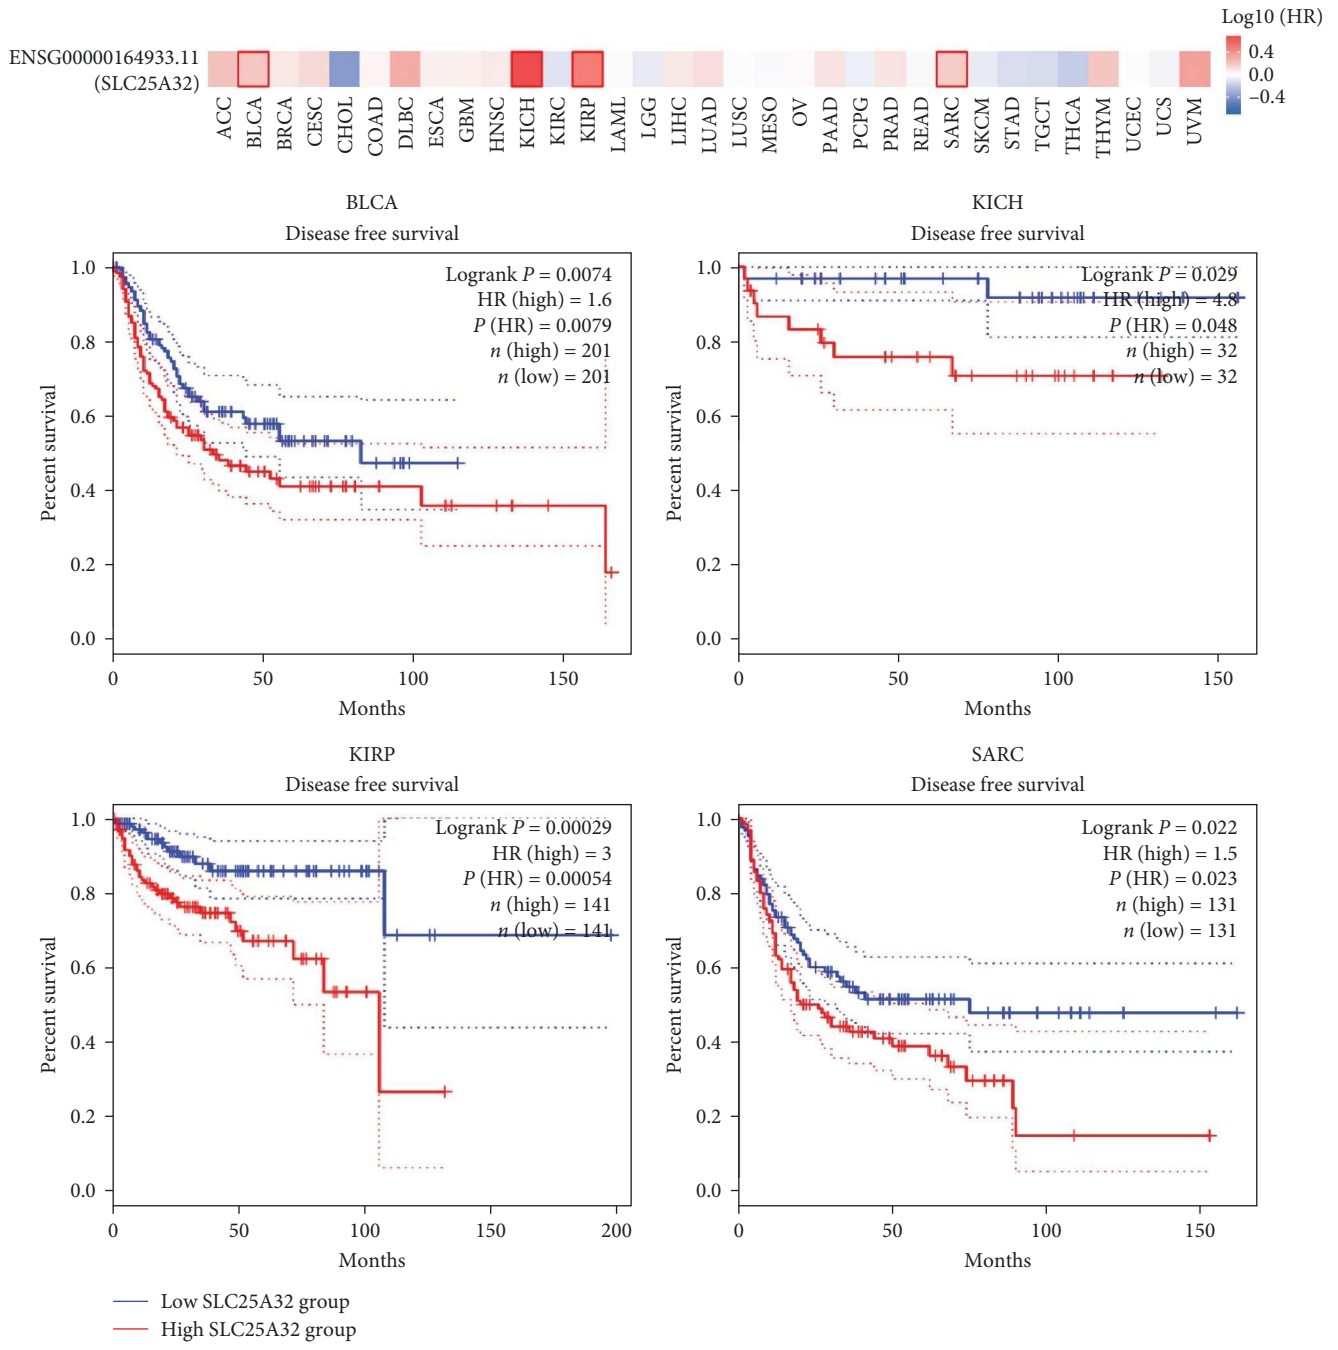 Log10 (HR)
ENSG00000164933.11
(SLC25A32)
0.4
0.0
−0.4
ACC BLCA BRCA CESC CHOL COAD DLBC ESCA GBM HNSC KICH KIRC KIRP LAML LGG LIHC LUAD LUSC MESO OV PAAD PCPG PRAD READ SARC SKCM STAD TGCT THCA THYM UCEC UCS UVM
BLCA
Disease free survival
Logrank P = 0.0074
HR (high) = 1.6
P (HR) = 0.0079
n (high) = 201
n (low) = 201
Percent survival
1.0
0.8
0.6
0.4
0.2
0.0
0 50 100 150
Months
KICH
Disease free survival
Logrank P = 0.029
HR (high) = 4.8
P (HR) = 0.048
n (high) = 32
n (low) = 32
Percent survival
1.0
0.8
0.6
0.4
0.2
0.0
0 50 100 150
Months
KIRP
Disease free survival
Logrank P = 0.00029
HR (high) = 3
P (HR) = 0.00054
n (high) = 141
n (low) = 141
Percent survival
1.0
0.8
0.6
0.4
0.2
0.0
0 50 100 150 200
Months
SARC
Disease free survival
Logrank P = 0.022
HR (high) = 1.5
P (HR) = 0.023
n (high) = 131
n (low) = 131
Percent survival
1.0
0.8
0.6
0.4
0.2
0.0
0 50 100 150
Months
Low SLC25A32 group
High SLC25A32 group